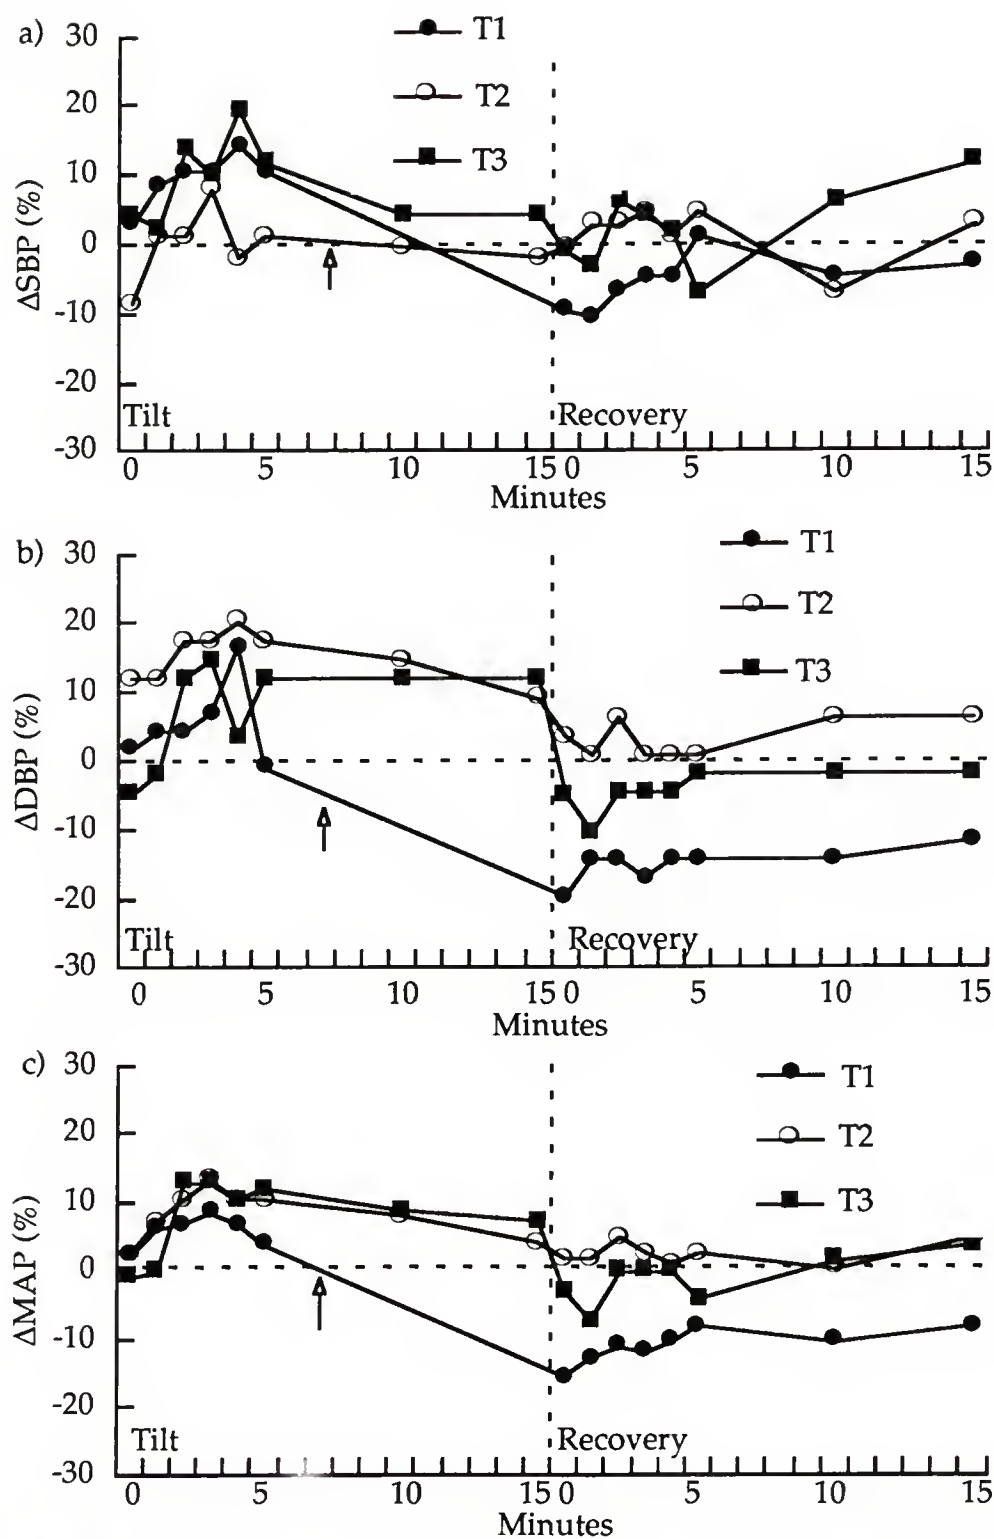 a)
T1
T2
T3
ΔSBP (%)
30
20
10
0
-10
-20
-30
Tilt
Recovery
0 5 10 15 0 5 10 15
Minutes
b)
T1
T2
T3
ΔDBP (%)
30
20
10
0
-10
-20
-30
Tilt
Recovery
0 5 10 15 0 5 10 15
Minutes
c)
T1
T2
T3
ΔMAP (%)
30
20
10
0
-10
-20
-30
Tilt
Recovery
0 5 10 15 0 5 10 15
Minutes